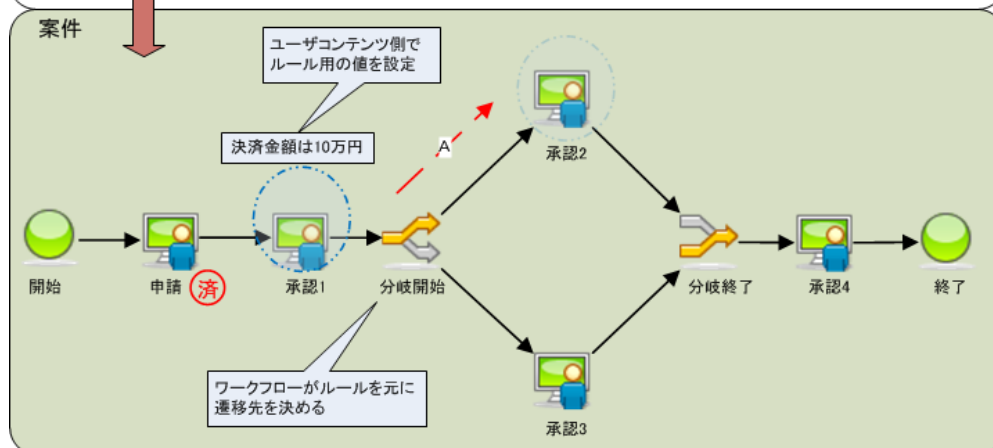 案件
ユーザコンテンツ側で
ルール用の値を設定
決済金額は10万円
A
承認2
開始
申請
済
承認1
分岐開始
分岐終了
承認4
終了
ワークフローがルールを元に
遷移先を決める
承認3